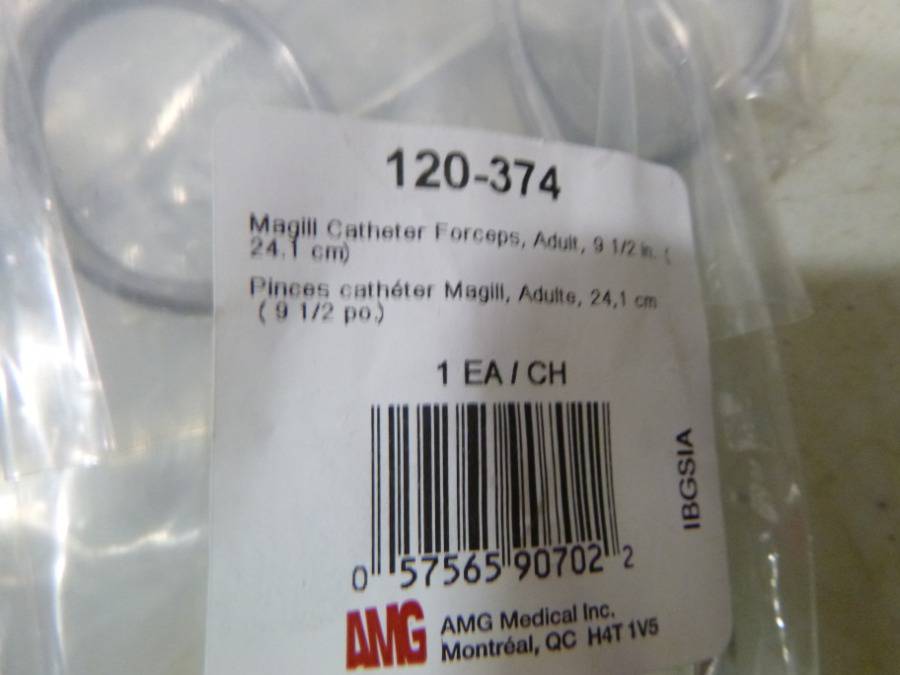 120-374
Magill Catheter Forceps, Adult, 9 1/2 in. (
24.1 cm)
Pinces cathéter Magill, Adulte, 24,1 cm
( 9 1/2 po.)
1 EA / CH
IBGSIA
0 57565 90702 2
AMG
AMG Medical Inc.
Montréal, QC H4T 1V5